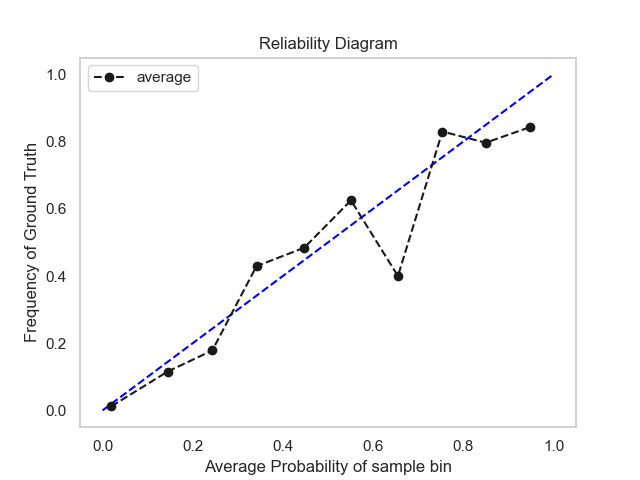 Reliability Diagram
average
Frequency of Ground Truth
1.0
0.8
0.6
0.4
0.2
0.0
0.0 0.2 0.4 0.6 0.8 1.0
Average Probability of sample bin